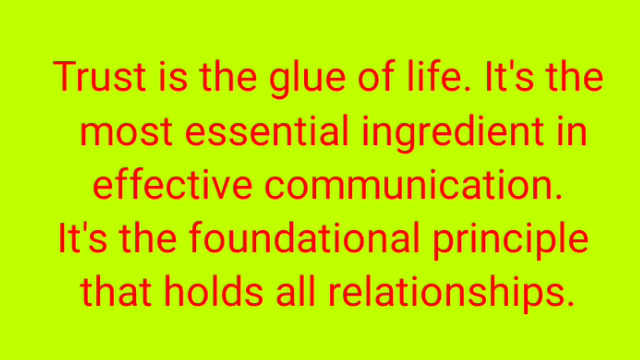 Trust is the glue of life. It's the
most essential ingredient in
effective communication.
It's the foundational principle
that holds all relationships.